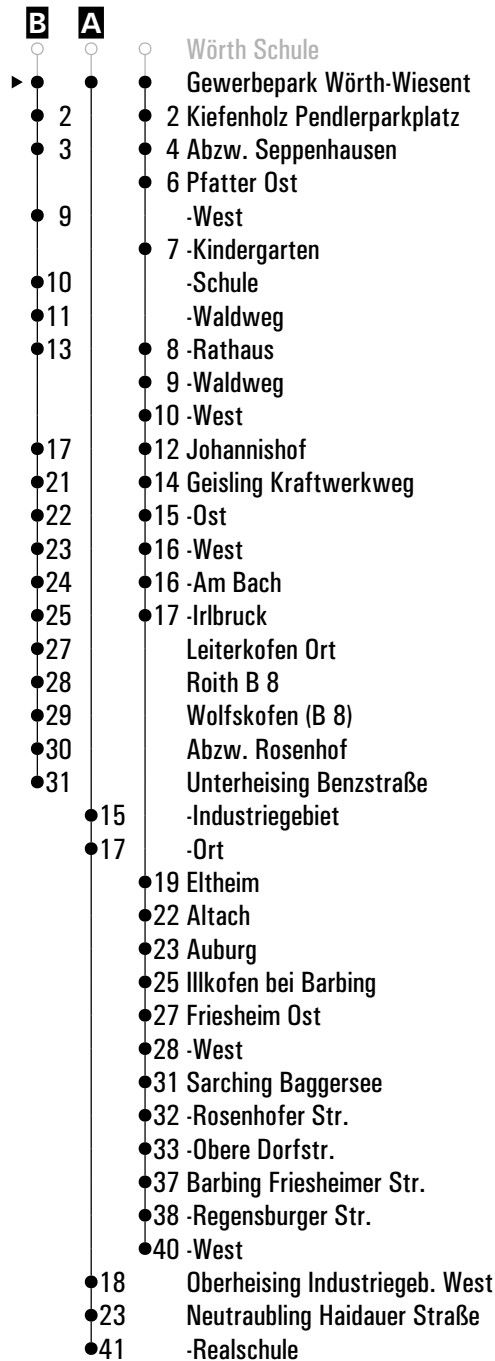 B A
Wörth Schule
Gewerbepark Wörth-Wiesent
2 2 Kiefenholz Pendlerparkplatz
3 4 Abzw. Seppenhausen
6 Pfatter Ost
9 -West
7 -Kindergarten
10 -Schule
11 -Waldweg
13 8 -Rathaus
9 -Waldweg
10 -West
17 12 Johannishof
21 14 Geisling Kraftwerkweg
22 15 -Ost
23 16 -West
24 16 -Am Bach
25 17 -Irlbruck
27 Leiterkofen Ort
28 Roith B 8
29 Wolfskofen (B 8)
30 Abzw. Rosenhof
31 Unterheising Benzstraße
15 -Industriegebiet
17 -Ort
19 Eltheim
22 Altach
23 Auburg
25 Illkofen bei Barbing
27 Friesheim Ost
28 -West
31 Sarching Baggersee
32 -Rosenhofer Str.
33 -Obere Dorfstr.
37 Barbing Friesheimer Str.
38 -Regensburger Str.
40 -West
18 Oberheising Industriegeb. West
23 Neutraubling Haidauer Straße
41 -Realschule